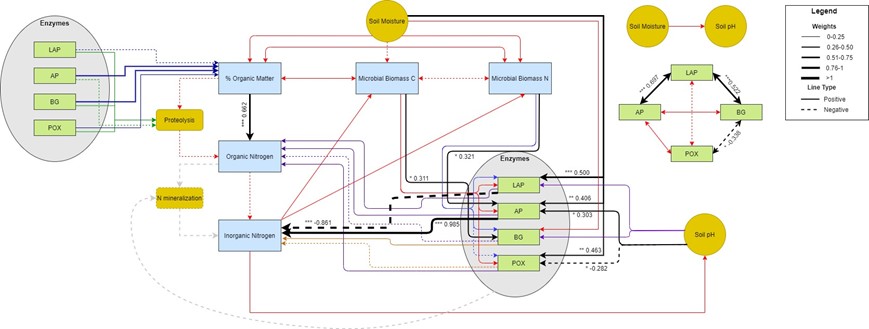 Enzymes
LAP
AP
BG
POX
Proteolysis
N mineralization
% Organic Matter
Organic Nitrogen
Inorganic Nitrogen
*** 0.662
Soil Moisture
Microbial Biomass C
Microbial Biomass N
* 0.311
* 0.321
*** -0.861
*** 0.985
Enzymes
LAP
AP
BG
POX
*** 0.500
** 0.406
* 0.303
** 0.463
* -0.282
Soil pH
Soil Moisture
Soil pH
LAP
AP
BG
POX
*** 0.697
***0.522
* -0.338
Legend
Weights
0-0.25
0.26-0.50
0.51-0.75
0.76-1
>1
Line Type
Positive
Negative